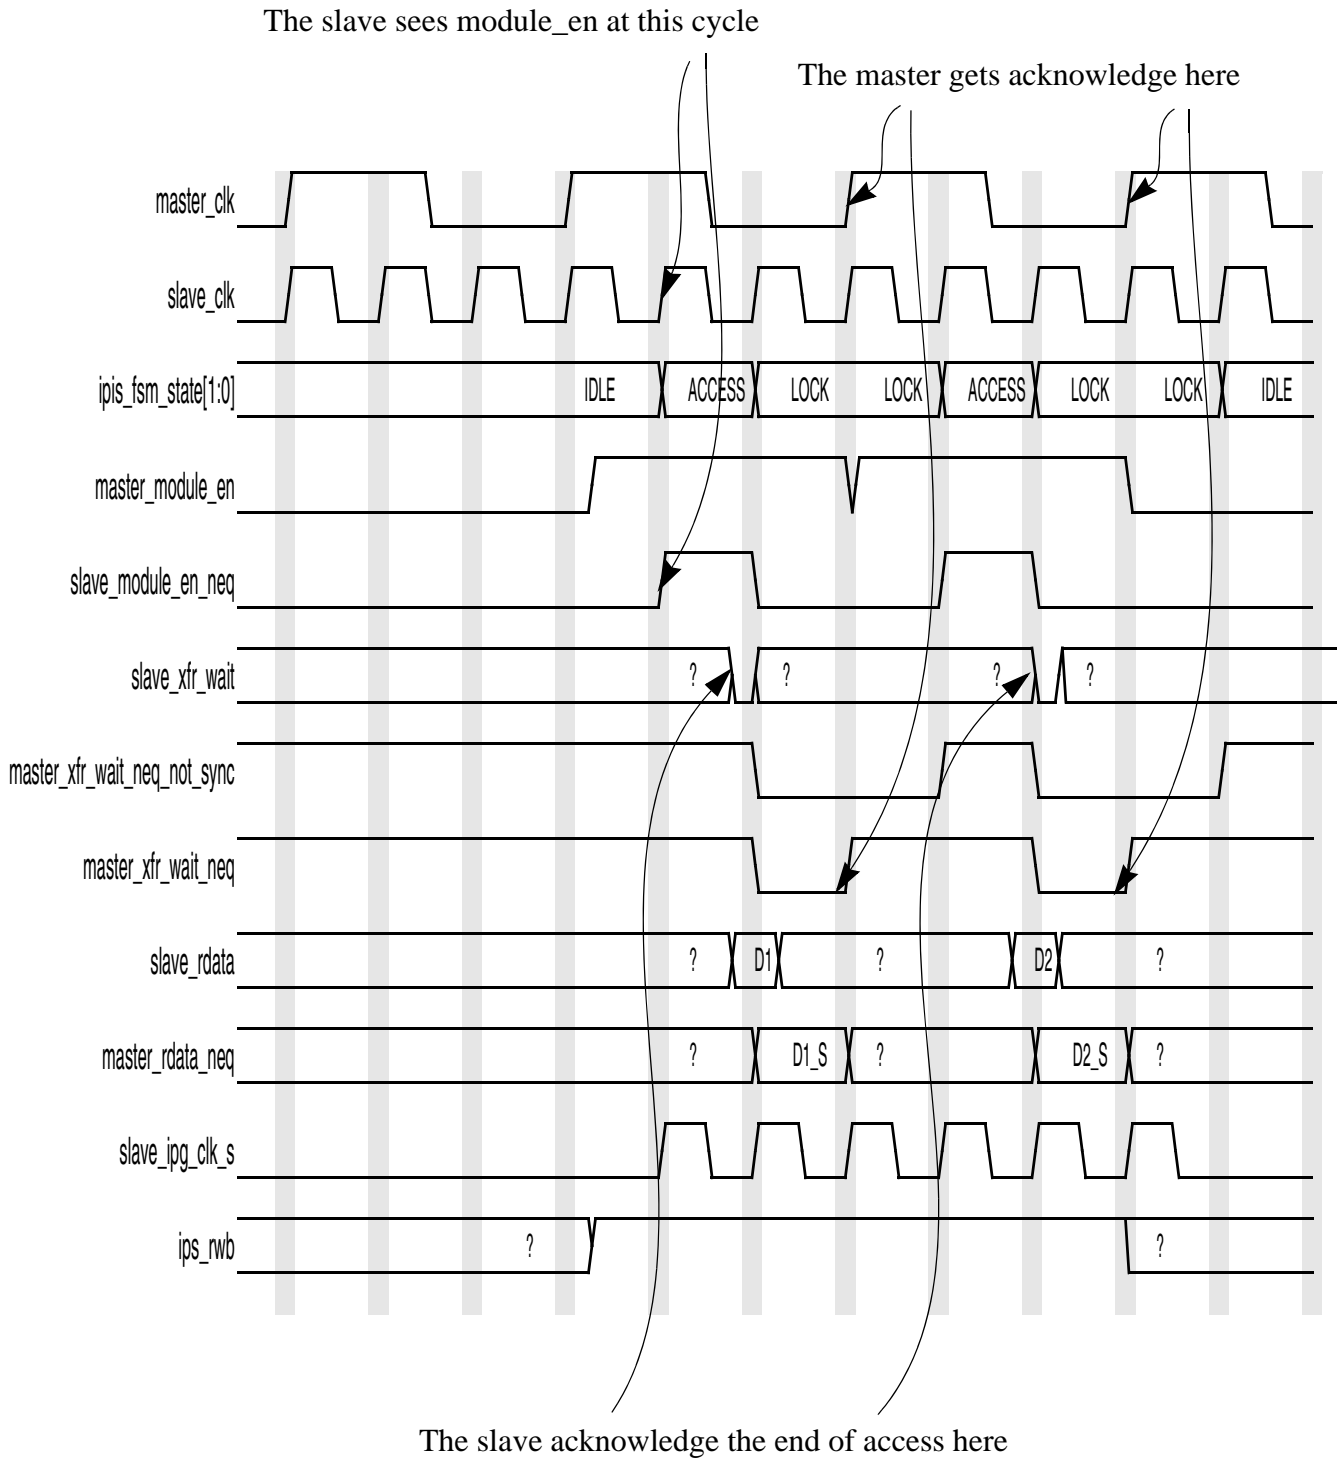 The slave sees module_en at this cycle
The master gets acknowledge here
master_clk
slave_clk
ipis_fsm_state[1:0] IDLE ACCESS LOCK LOCK ACCESS LOCK LOCK IDLE
master_module_en
slave_module_en_neq
slave_xfr_wait ? ? ? ?
master_xfr_wait_neq_not_sync
master_xfr_wait_neq
slave_rdata ? D1 ? D2 ?
master_rdata_neq ? D1_S ? D2_S ?
slave_ipg_clk_s
ips_rwb ? ?
The slave acknowledge the end of access here